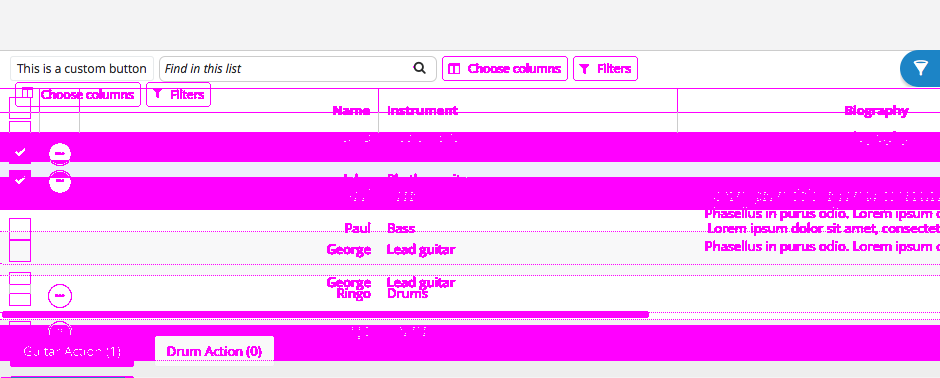 This is a custom button Find in this list Choose columns Filters
Choose columns Filters
Name Instrument Biography
Phasellus in purus odio. Lorem ipsum
Paul Bass Lorem ipsum dolor sit amet, consectet
George Lead guitar Phasellus in purus odio. Lorem ipsum
George Lead guitar
Ringo Drums
Guitar Action (1) Drum Action (0)